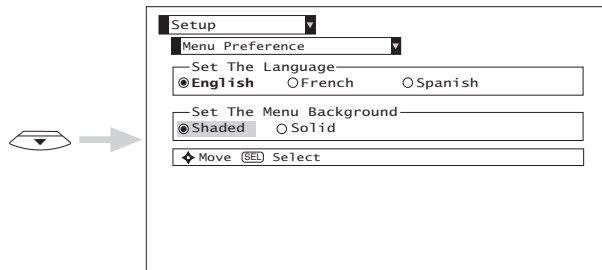 Setup
Menu Preference
Set The Language
English French Spanish
Set The Menu Background
Shaded Solid
Move SEL Select